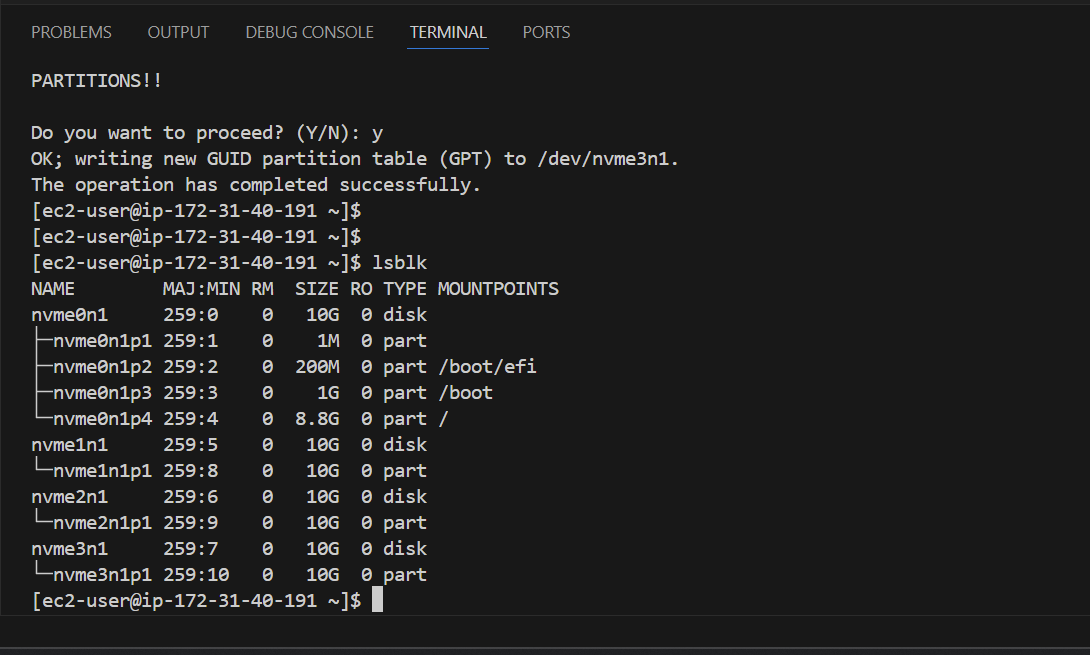 PROBLEMS OUTPUT DEBUG CONSOLE TERMINAL PORTS
PARTITIONS!!
Do you want to proceed? (Y/N): y
OK; writing new GUID partition table (GPT) to /dev/nvme3n1.
The operation has completed successfully.
[ec2-user@ip-172-31-40-191 ~]$
[ec2-user@ip-172-31-40-191 ~]$
[ec2-user@ip-172-31-40-191 ~]$ lsblk
NAME        MAJ:MIN RM  SIZE RO TYPE MOUNTPOINTS
nvme0n1     259:0    0   10G  0 disk
├─nvme0n1p1 259:1    0    1M  0 part
├─nvme0n1p2 259:2    0  200M  0 part /boot/efi
├─nvme0n1p3 259:3    0    1G  0 part /boot
└─nvme0n1p4 259:4    0  8.8G  0 part /
nvme1n1     259:5    0   10G  0 disk
└─nvme1n1p1 259:8    0   10G  0 part
nvme2n1     259:6    0   10G  0 disk
└─nvme2n1p1 259:9    0   10G  0 part
nvme3n1     259:7    0   10G  0 disk
└─nvme3n1p1 259:10   0   10G  0 part
[ec2-user@ip-172-31-40-191 ~]$